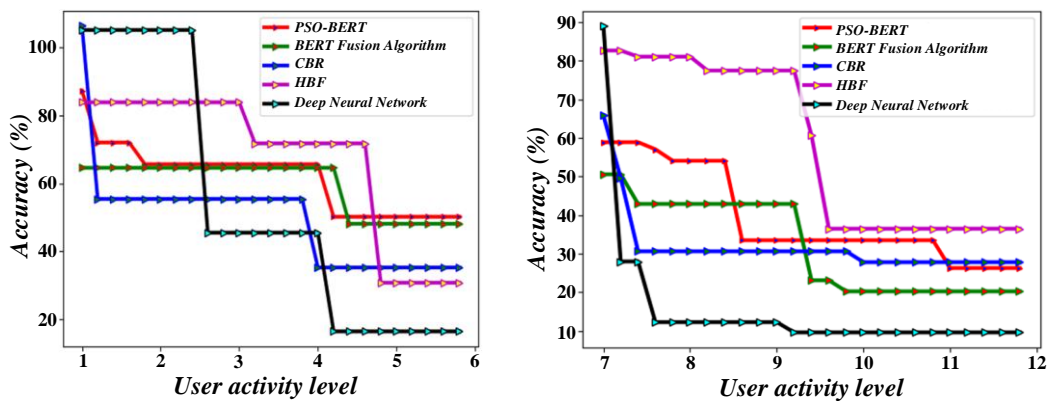 PSO-BERT
BERT Fusion Algorithm
CBR
HBF
Deep Neural Network
Accuracy (%)
100
80
60
40
20
1 2 3 4 5 6
User activity level
PSO-BERT
BERT Fusion Algorithm
CBR
HBF
Deep Neural Network
Accuracy (%)
90
80
70
60
50
40
30
20
10
7 8 9 10 11 12
User activity level